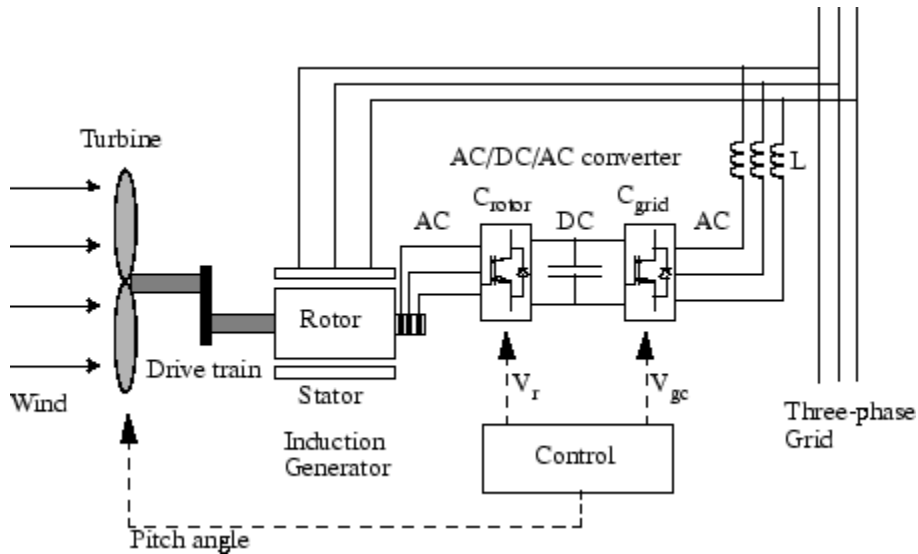 Turbine
AC/DC/AC converter
L
C_rotor
C_grid
AC
DC
AC
Rotor
Drive train
Stator
Wind
V_r
V_gc
Three-phase
Grid
Induction
Generator
Control
Pitch angle